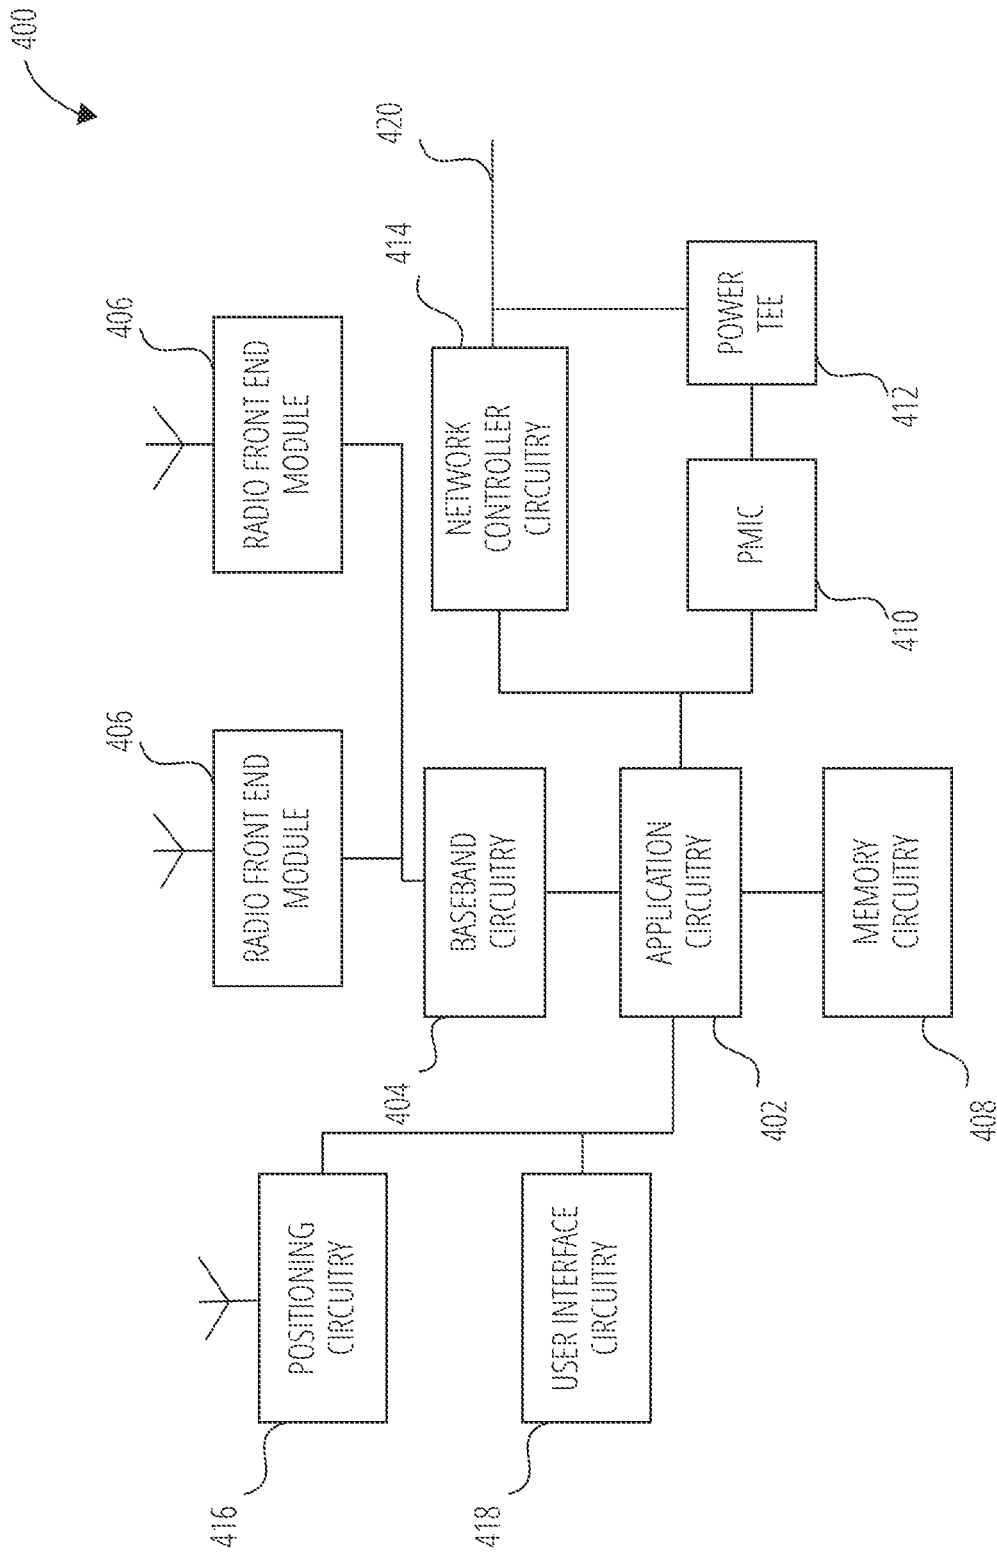 400
406
RADIO FRONT END
MODULE
406
RADIO FRONT END
MODULE
416
POSITIONING
CIRCUITRY
404
BASEBAND
CIRCUITRY
414
NETWORK
CONTROLLER
CIRCUITRY
420
418
USER INTERFACE
CIRCUITRY
402
APPLICATION
CIRCUITRY
410
PMIC
412
POWER
TEE
408
MEMORY
CIRCUITRY